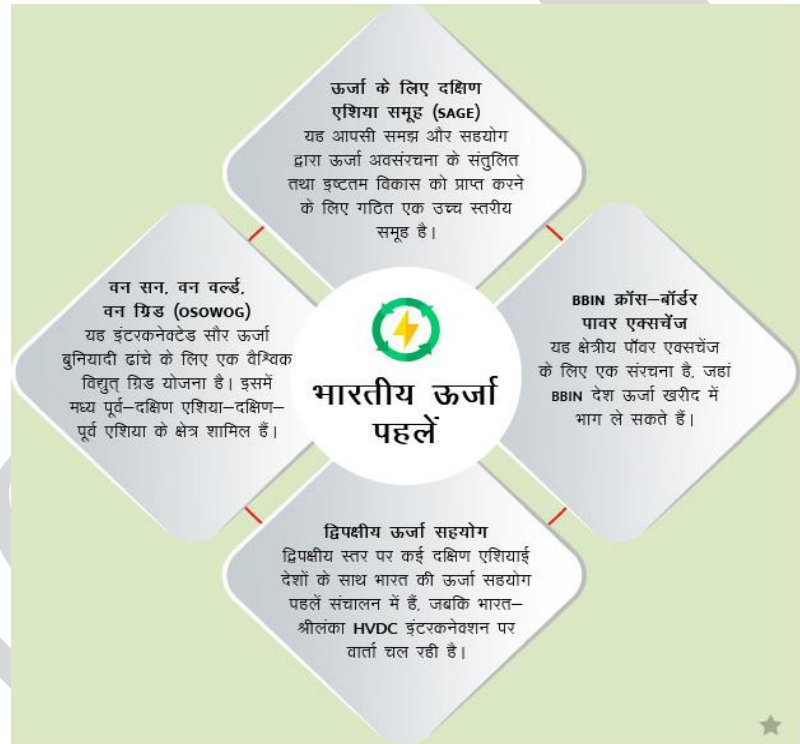 ऊर्जा के लिए दक्षिण
एशिया समूह (SAGE)
यह आपसी समझ और सहयोग
द्वारा ऊर्जा अवसंरचना के संतुलित
तथा इष्टतम विकास को प्राप्त करने
के लिए गठित एक उच्च स्तरीय
समूह है।
वन सन, वन वर्ल्ड,
वन ग्रिड (OSOWOG)
यह इंटरकनेक्टेड सौर ऊर्जा
बुनियादी ढांचे के लिए एक वैश्विक
विद्युत् ग्रिड योजना है। इसमें
मध्य पूर्व–दक्षिण एशिया–दक्षिण–
पूर्व एशिया के क्षेत्र शामिल हैं।
भारतीय ऊर्जा
पहलें
BBIN क्रॉस–बॉर्डर
पावर एक्सचेंज
यह क्षेत्रीय पॉवर एक्सचेंज
के लिए एक संरचना है, जहां
BBIN देश ऊर्जा खरीद में
भाग ले सकते हैं।
द्विपक्षीय ऊर्जा सहयोग
द्विपक्षीय स्तर पर कई दक्षिण एशियाई
देशों के साथ भारत की ऊर्जा सहयोग
पहलें संचालन में हैं, जबकि भारत–
श्रीलंका HVDC इंटरकनेक्शन पर
वार्ता चल रही है।